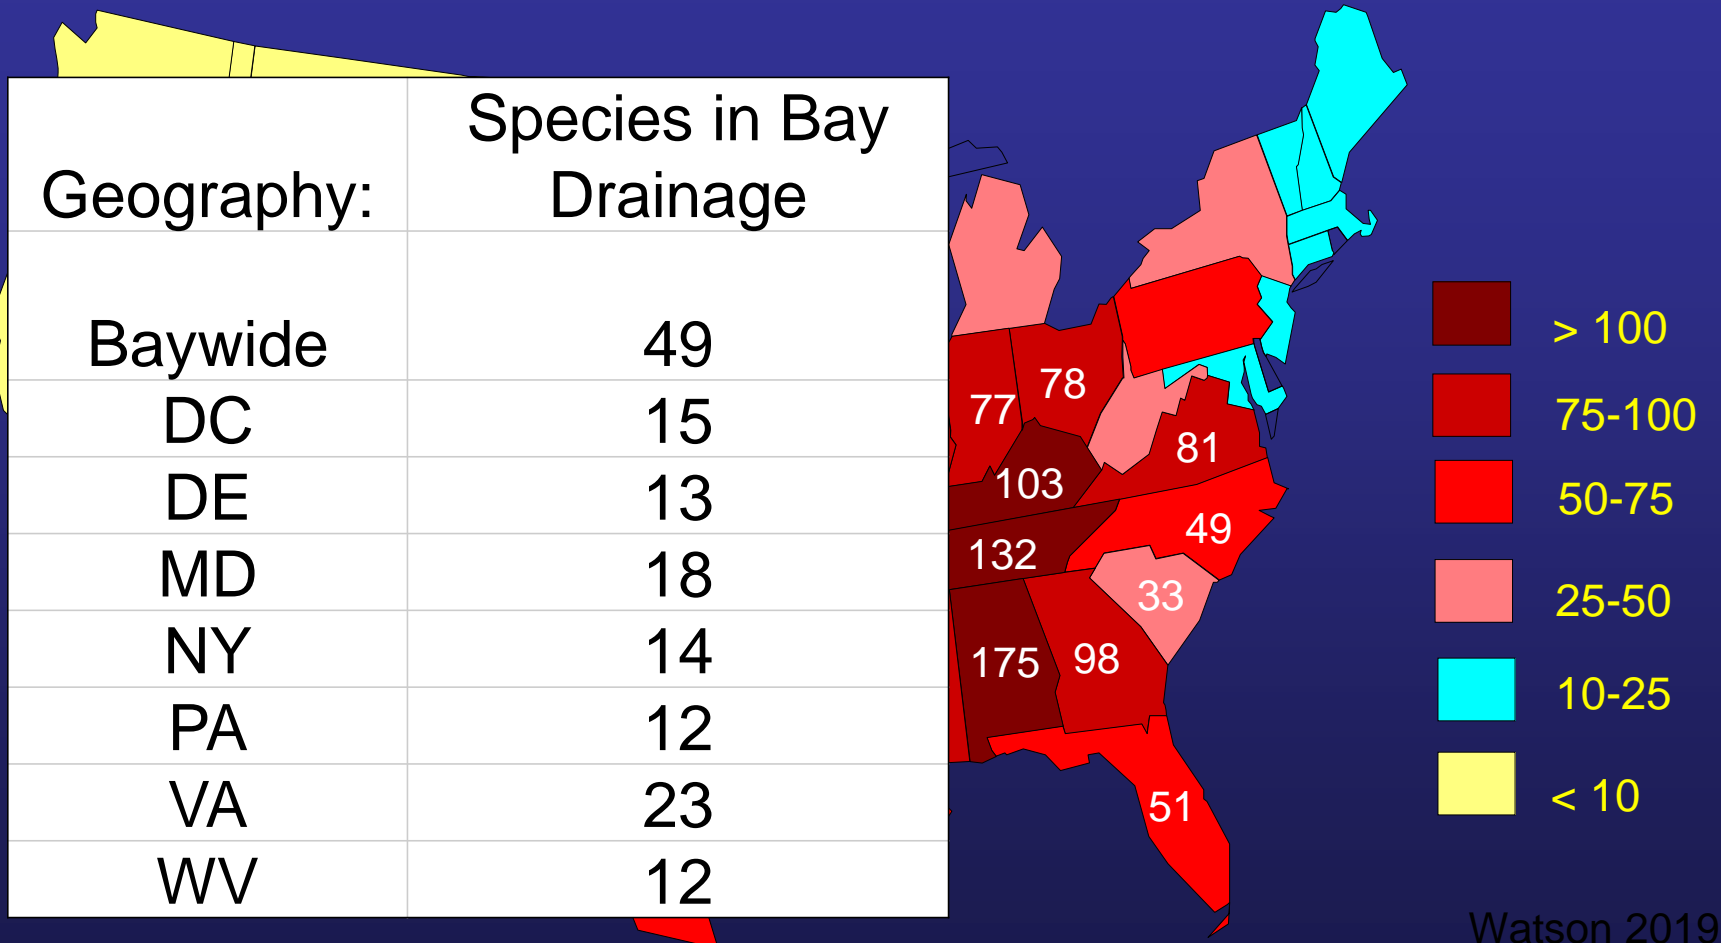 Geography: Species in Bay
Drainage
Baywide 49
DC 15
DE 13
MD 18
NY 14
PA 12
VA 23
WV 12
77
78
103
81
132
49
33
175
98
51
> 100
75-100
50-75
25-50
10-25
< 10
Watson 2019